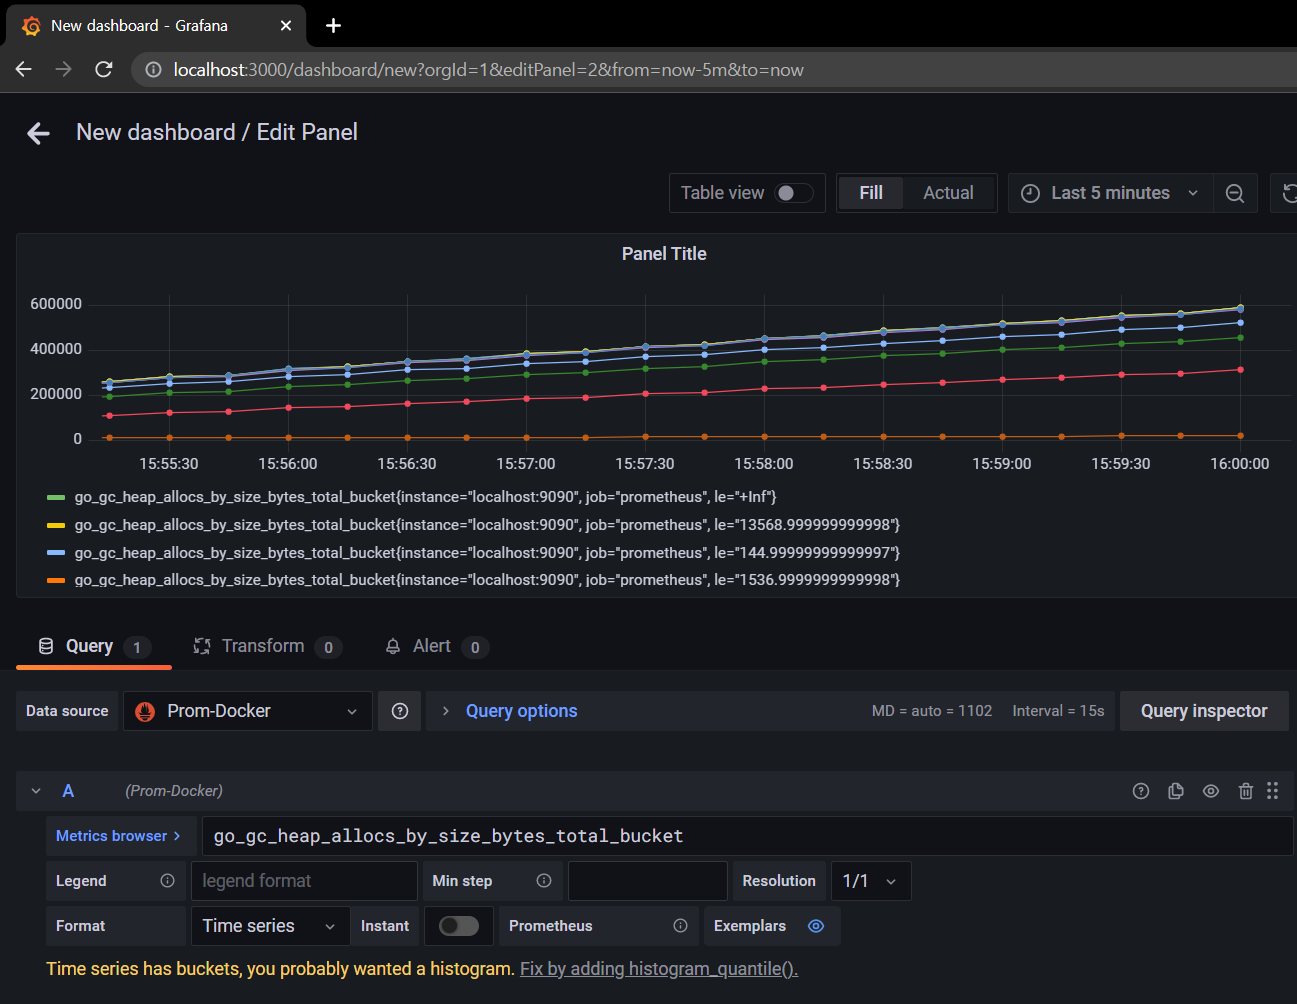 New dashboard - Grafana
localhost:3000/dashboard/new?orgId=1&editPanel=2&from=now-5m&to=now
New dashboard / Edit Panel
Table view Fill Actual Last 5 minutes
Panel Title
600000
400000
200000
0
15:55:30 15:56:00 15:56:30 15:57:00 15:57:30 15:58:00 15:58:30 15:59:00 15:59:30 16:00:00
go_gc_heap_allocs_by_size_bytes_total_bucket{instance="localhost:9090", job="prometheus", le="+Inf"}
go_gc_heap_allocs_by_size_bytes_total_bucket{instance="localhost:9090", job="prometheus", le="13568.999999999998"}
go_gc_heap_allocs_by_size_bytes_total_bucket{instance="localhost:9090", job="prometheus", le="144.99999999999997"}
go_gc_heap_allocs_by_size_bytes_total_bucket{instance="localhost:9090", job="prometheus", le="1536.9999999999998"}
Query 1 Transform 0 Alert 0
Data source Prom-Docker Query options MD = auto = 1102 Interval = 15s Query inspector
A (Prom-Docker)
Metrics browser > go_gc_heap_allocs_by_size_bytes_total_bucket
Legend legend format Min step Resolution 1/1
Format Time series Instant Prometheus Exemplars
Time series has buckets, you probably wanted a histogram. Fix by adding histogram_quantile().